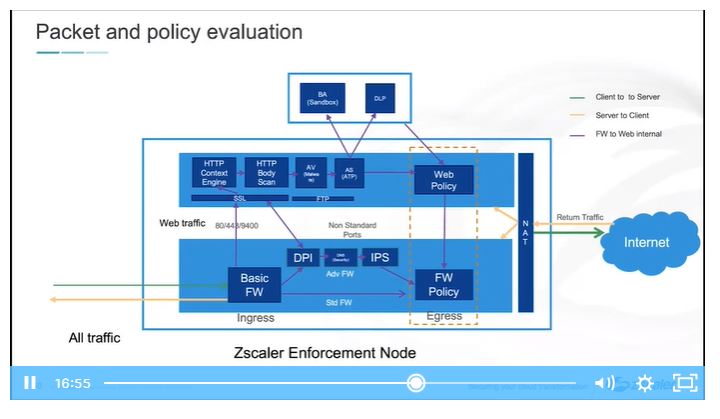 Packet and policy evaluation
BA
(Sandbox)
DLP
Client to to Server
Server to Client
FW to Web internal
HTTP
Context
Engine
HTTP
Body
Scan
AV
(Malwa
re)
AS
(ATP)
Web
Policy
SSL
FTP
Web traffic
80/443/9400
Non Standard
Ports
N
A
T
Return Traffic
Internet
DPI
DNS
(Security)
IPS
Adv FW
Basic
FW
FW
Policy
Std FW
Ingress
Egress
All traffic
Zscaler Enforcement Node
16:55